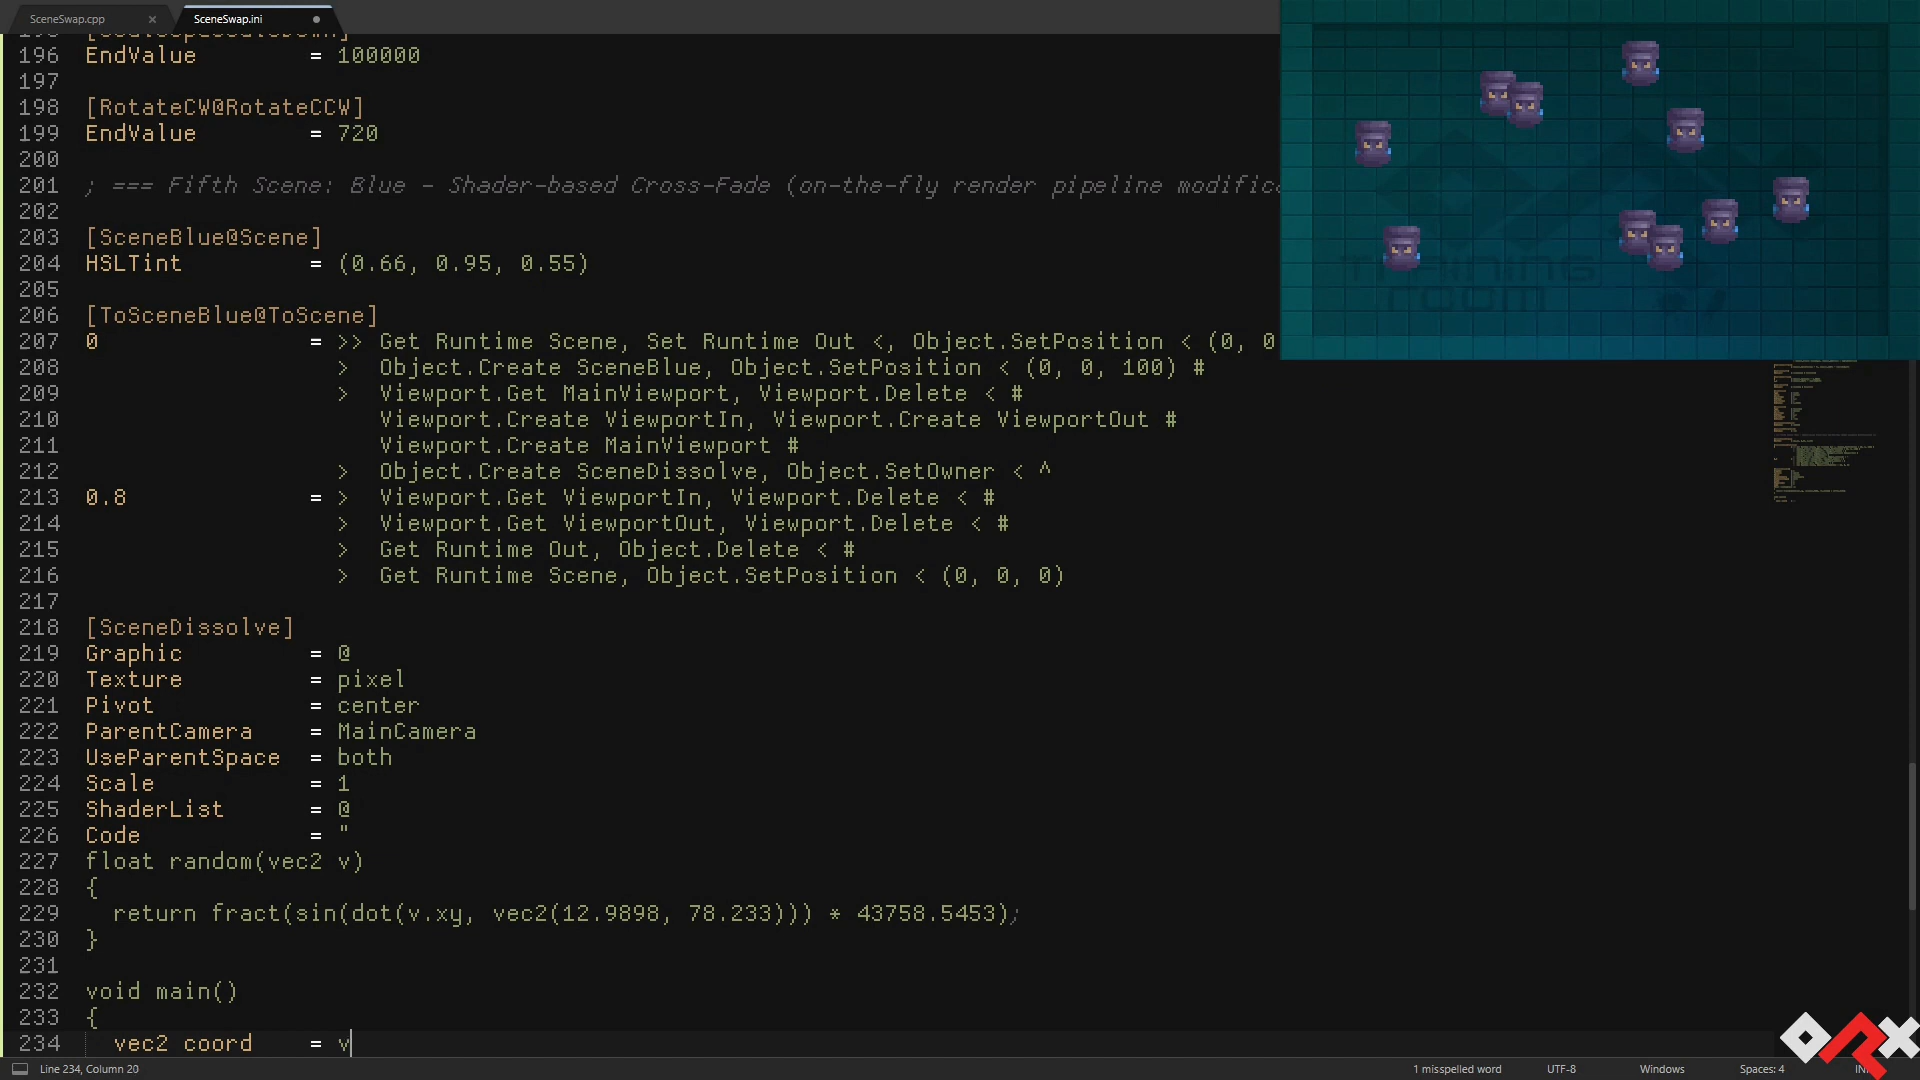 SceneSwap.cpp
SceneSwap.ini
196 EndValue = 100000
197
198 [RotateCW@RotateCCW]
199 EndValue = 720
200
201 ; === Fifth Scene: Blue - Shader-based Cross-Fade (on-the-fly render pipeline modific
202
203 [SceneBlue@Scene]
204 HSLTint = (0.66, 0.95, 0.55)
205
206 [ToSceneBlue@ToScene]
207 0 = >> Get Runtime Scene, Set Runtime Out <, Object.SetPosition < (0, 0
208 > Object.Create SceneBlue, Object.SetPosition < (0, 0, 100) #
209 > Viewport.Get MainViewport, Viewport.Delete < #
210 Viewport.Create ViewportIn, Viewport.Create ViewportOut #
211 Viewport.Create MainViewport #
212 > Object.Create SceneDissolve, Object.SetOwner < ^
213 0.8 = > Viewport.Get ViewportIn, Viewport.Delete < #
214 > Viewport.Get ViewportOut, Viewport.Delete < #
215 > Get Runtime Out, Object.Delete < #
216 > Get Runtime Scene, Object.SetPosition < (0, 0, 0)
217
218 [SceneDissolve]
219 Graphic = @
220 Texture = pixel
221 Pivot = center
222 ParentCamera = MainCamera
223 UseParentSpace = both
224 Scale = 1
225 ShaderList = @
226 Code = "
227 float random(vec2 v)
228 {
229 return fract(sin(dot(v.xy, vec2(12.9898, 78.233))) * 43758.5453);
230 }
231
232 void main()
233 {
234 vec2 coord = v
TRAINING
ROOM
ORX
Line 234, Column 20
1 misspelled word
UTF-8
Windows
Spaces: 4